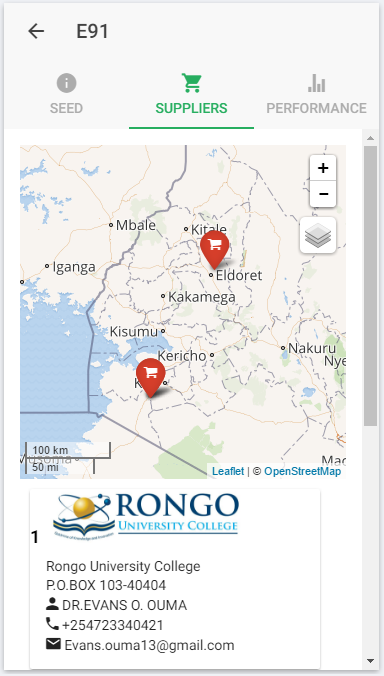 E91
SEED
SUPPLIERS
PERFORMANCE
+
−
Mbale
Kitale
Iganga
Eldoret
Kakamega
Kisumu
Kericho
Nakuru
Nye
100 km
50 mi
Leaflet | © OpenStreetMap
RONGO
UNIVERSITY COLLEGE
1
Rongo University College
P.O.BOX 103-40404
DR.EVANS O. OUMA
+254723340421
Evans.ouma13@gmail.com